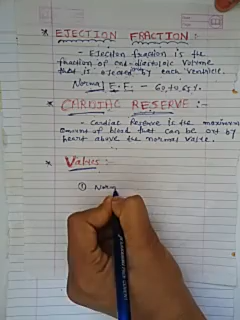 * EJECTION FRACTION:-
- Ejection fraction is the
fraction of end-diastolic volume
that is ejected by each ventricle.
Normal E.F. - 60 to 65%
* CARDIAC RESERVE :-
- Cardiac Reserve is the maximum
amount of blood that can be out by
heart above the normal value.
* Values :-
① Norm